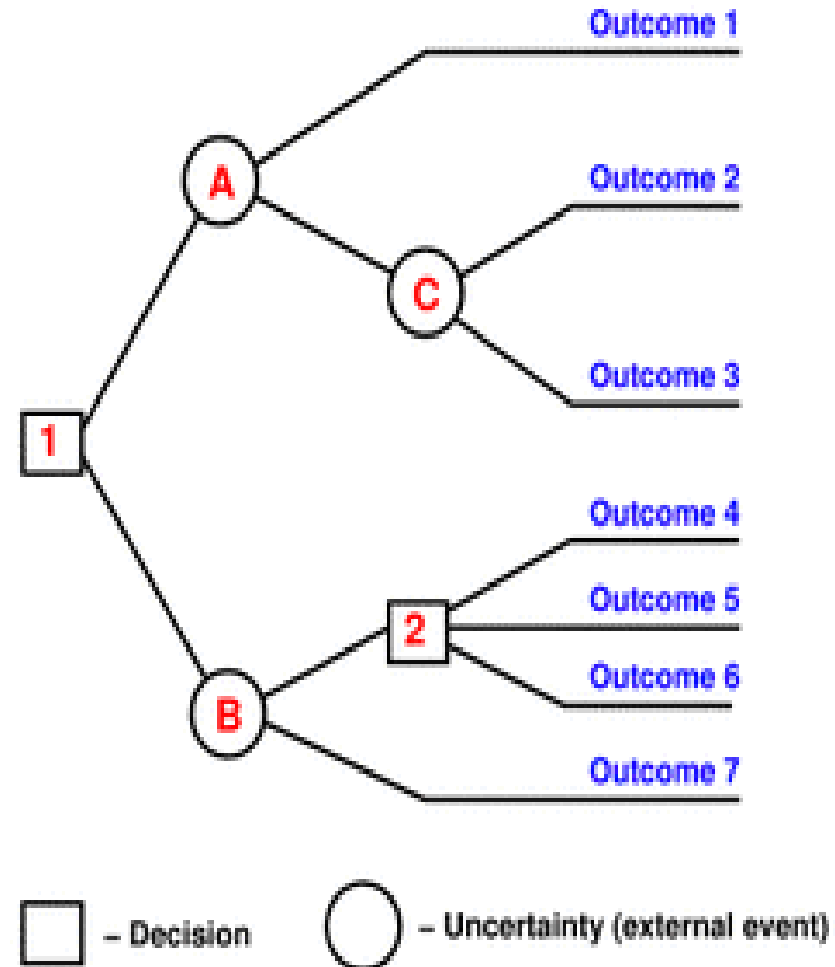 Outcome 1
A
Outcome 2
C
Outcome 3
1
Outcome 4
Outcome 5
2
Outcome 6
B
Outcome 7
– Decision
– Uncertainty (external event)